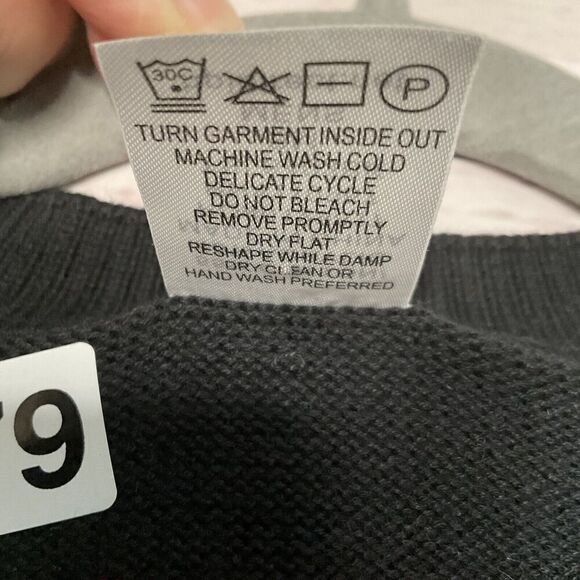 30C P
TURN GARMENT INSIDE OUT
MACHINE WASH COLD
DELICATE CYCLE
DO NOT BLEACH
REMOVE PROMPTLY
DRY FLAT
RESHAPE WHILE DAMP
DRY CLEAN OR
HAND WASH PREFERRED
9